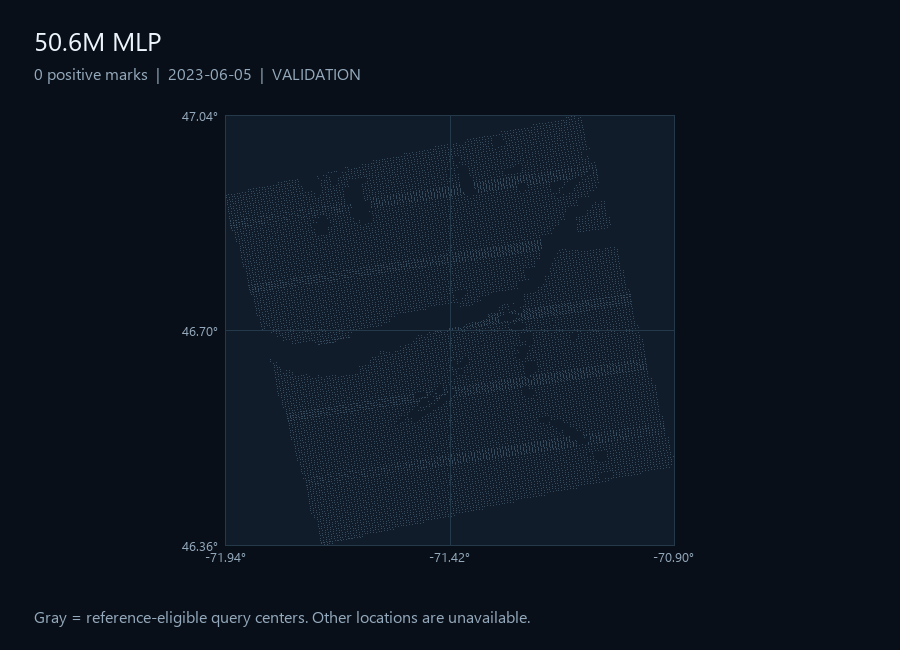 50.6M MLP
0 positive marks | 2023-06-05 | VALIDATION
47.04°
46.70°
46.36°
-71.94°
-71.42°
-70.90°
Gray = reference-eligible query centers. Other locations are unavailable.